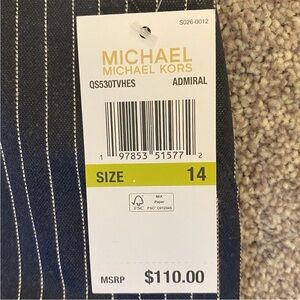 S026-0012
MICHAEL
MICHAEL KORS
QS530TVHES ADMIRAL
1 97853 51577 2
SIZE 14
FSC
MIX
Paper
MSRP $110.00